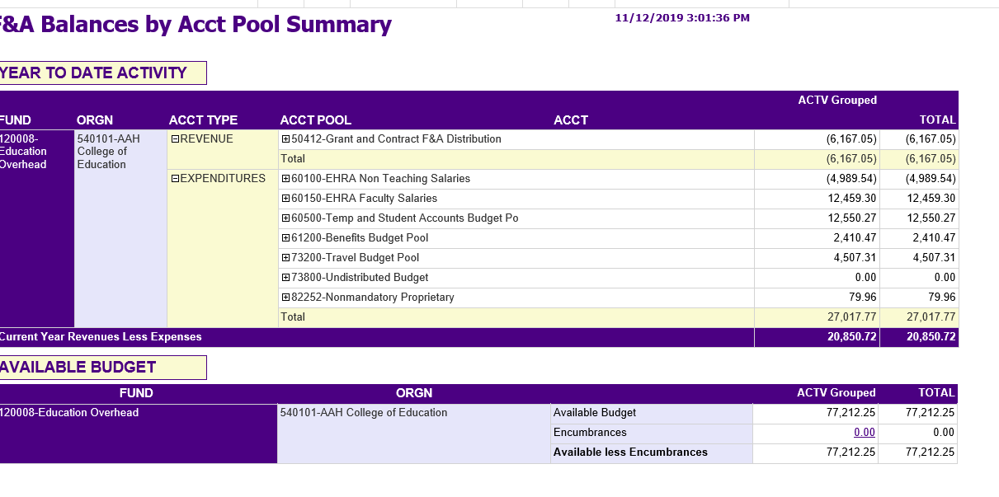 F&A Balances by Acct Pool Summary
11/12/2019 3:01:36 PM
YEAR TO DATE ACTIVITY
ACTV Grouped
FUND ORGN ACCT TYPE ACCT POOL ACCT TOTAL
120008-Education Overhead 540101-AAH College of Education REVENUE 50412-Grant and Contract F&A Distribution (6,167.05) (6,167.05)
Total (6,167.05) (6,167.05)
EXPENDITURES 60100-EHRA Non Teaching Salaries (4,989.54) (4,989.54)
60150-EHRA Faculty Salaries 12,459.30 12,459.30
60500-Temp and Student Accounts Budget Po 12,550.27 12,550.27
61200-Benefits Budget Pool 2,410.47 2,410.47
73200-Travel Budget Pool 4,507.31 4,507.31
73800-Undistributed Budget 0.00 0.00
82252-Nonmandatory Proprietary 79.96 79.96
Total 27,017.77 27,017.77
Current Year Revenues Less Expenses 20,850.72 20,850.72
AVAILABLE BUDGET
FUND ORGN ACTV Grouped TOTAL
120008-Education Overhead 540101-AAH College of Education Available Budget 77,212.25 77,212.25
Encumbrances 0.00 0.00
Available less Encumbrances 77,212.25 77,212.25